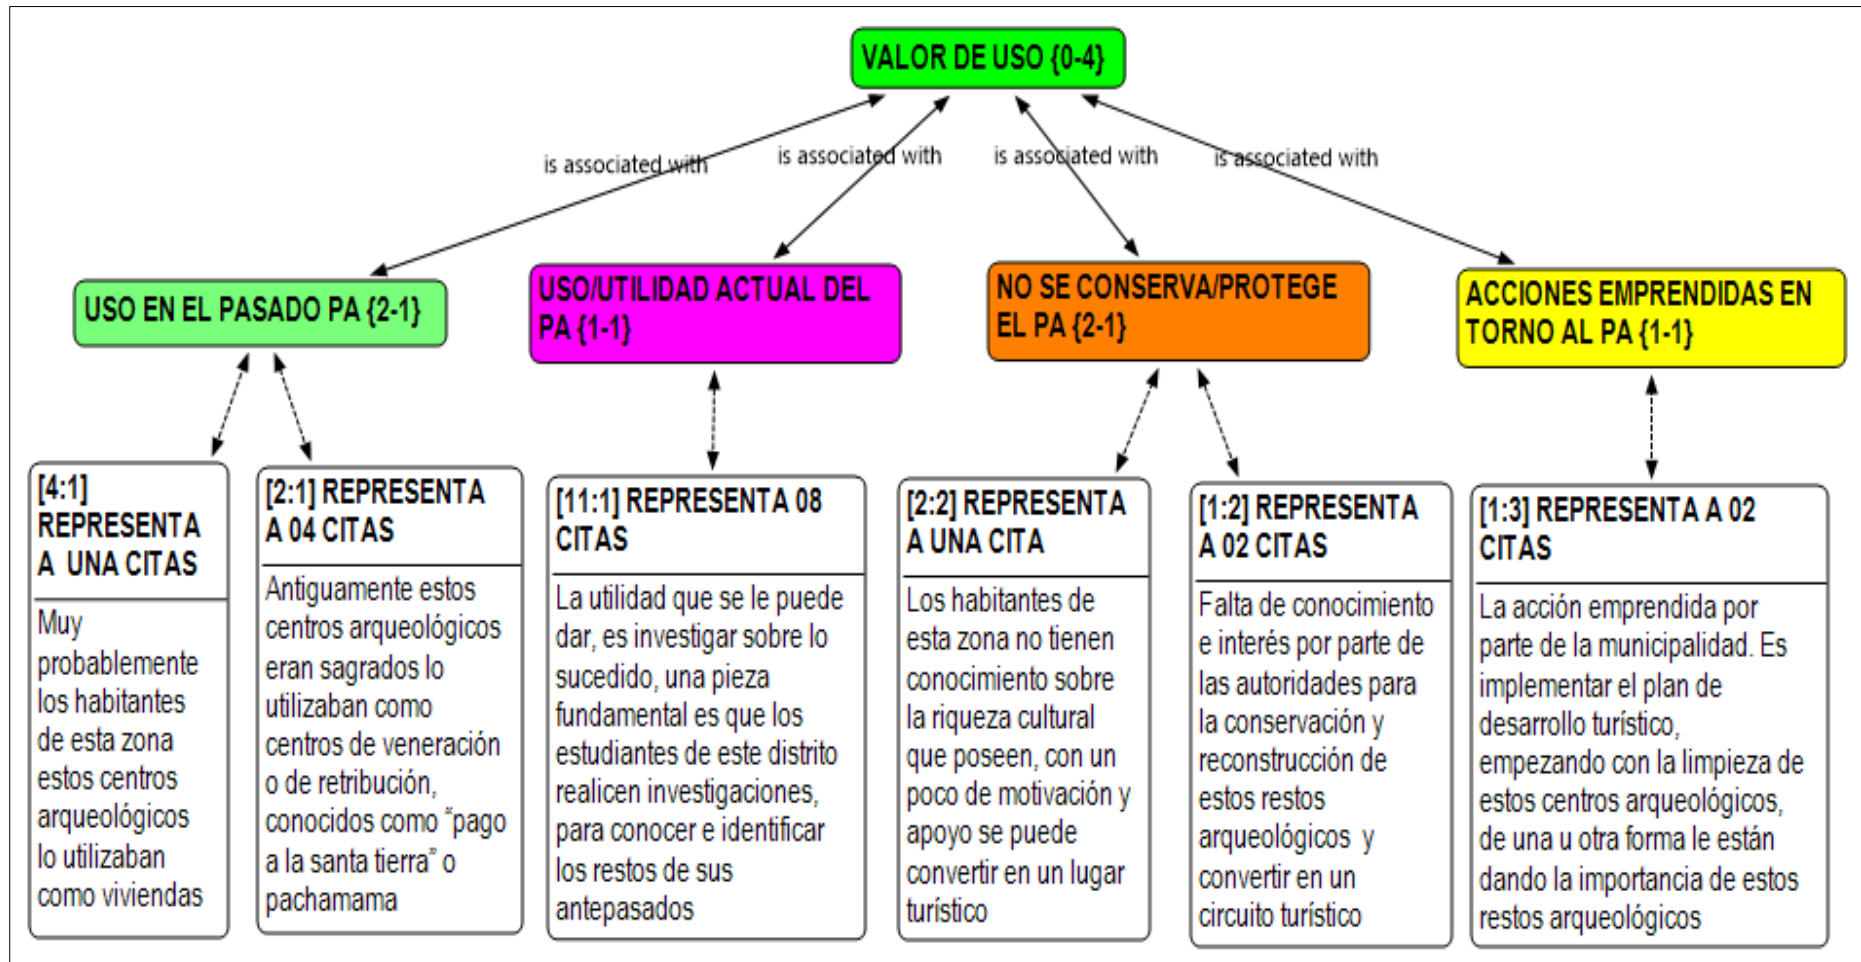 VALOR DE USO {0-4}
is associated with
is associated with
is associated with
is associated with
USO EN EL PASADO PA {2-1}
USO/UTILIDAD ACTUAL DEL
PA {1-1}
NO SE CONSERVA/PROTEGE
EL PA {2-1}
ACCIONES EMPRENDIDAS EN
TORNO AL PA {1-1}
[4:1]
REPRESENTA
A UNA CITAS
Muy
probablemente
los habitantes
de esta zona
estos centros
arqueológicos
lo utilizaban
como viviendas
[2:1] REPRESENTA
A 04 CITAS
Antiguamente estos
centros arqueológicos
eran sagrados lo
utilizaban como
centros de veneración
o de retribución,
conocidos como “pago
a la santa tierra” o
pachamama
[11:1] REPRESENTA 08
CITAS
La utilidad que se le puede
dar, es investigar sobre lo
sucedido, una pieza
fundamental es que los
estudiantes de este distrito
realicen investigaciones,
para conocer e identificar
los restos de sus
antepasados
[2:2] REPRESENTA
A UNA CITA
Los habitantes de
esta zona no tienen
conocimiento sobre
la riqueza cultural
que poseen, con un
poco de motivación y
apoyo se puede
convertir en un lugar
turístico
[1:2] REPRESENTA
A 02 CITAS
Falta de conocimiento
e interés por parte de
las autoridades para
la conservación y
reconstrucción de
estos restos
arqueológicos y
convertir en un
circuito turístico
[1:3] REPRESENTA A 02
CITAS
La acción emprendida por
parte de la municipalidad. Es
implementar el plan de
desarrollo turístico,
empezando con la limpieza de
estos centros arqueológicos,
de una u otra forma le están
dando la importancia de estos
restos arqueológicos